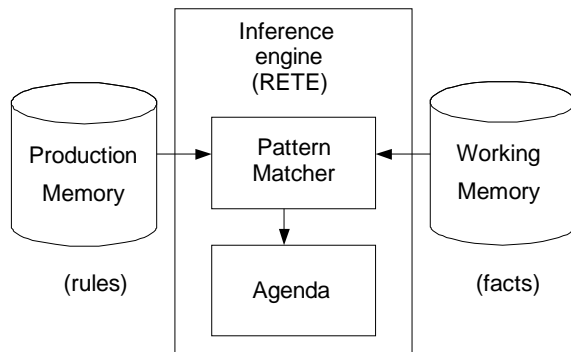 Inference
engine
(RETE)
Production
Memory
Pattern
Matcher
Working
Memory
(rules)
Agenda
(facts)